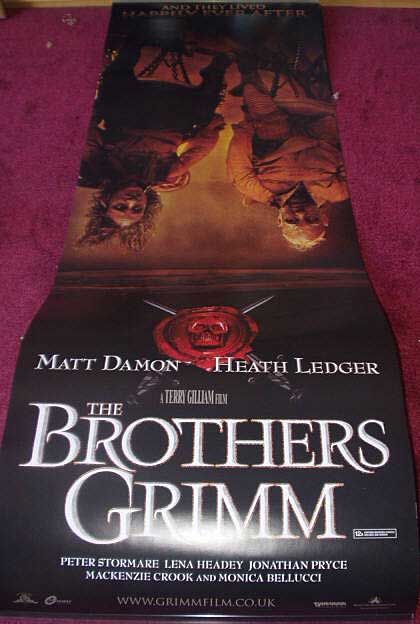 AND THEY LIVED
HAPPILY EVER AFTER
MATT DAMON HEATH LEDGER
A TERRY GILLIAM FILM
THE
BROTHERS
GRIMM
PETER STORMARE LENA HEADEY JONATHAN PRYCE
MACKENZIE CROOK AND MONICA BELLUCCI
WWW.GRIMMFILM.CO.UK